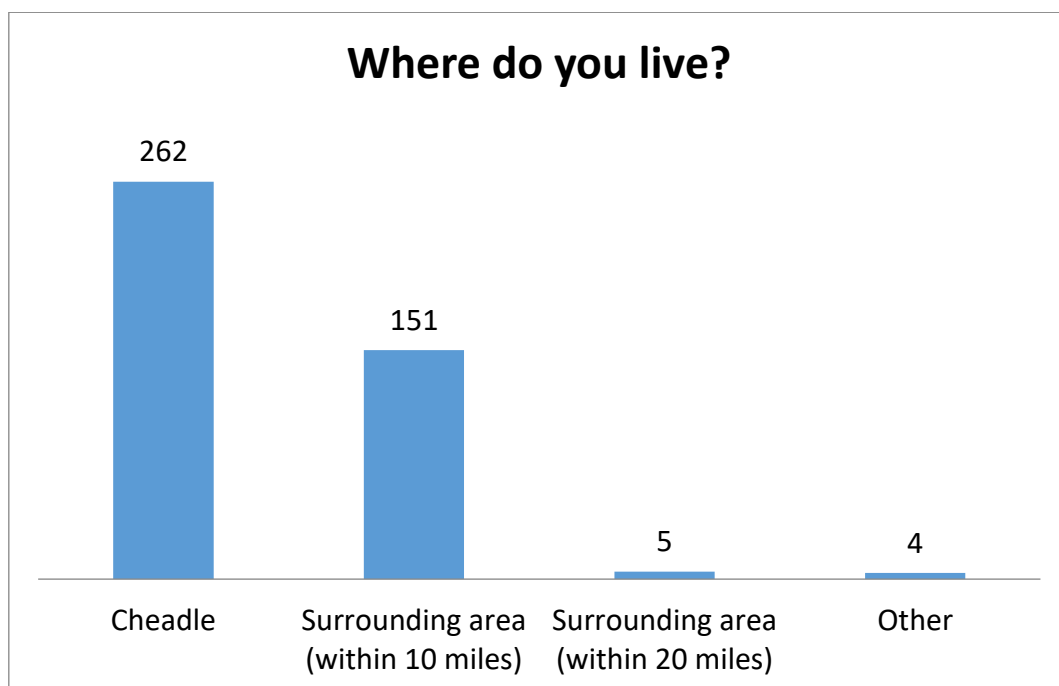 Where do you live?
262
151
5
4
Cheadle
Surrounding area
(within 10 miles)
Surrounding area
(within 20 miles)
Other